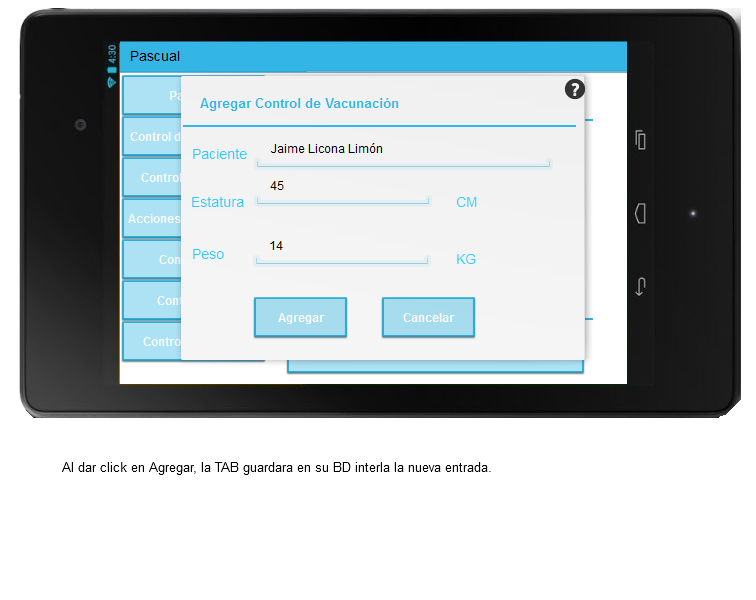 4:30
Pascual
Pa
Agregar Control de Vacunación
?
Control d
Paciente
Jaime Licona Limón
Control
Estatura
45
CM
Acciones
Con
Peso
14
KG
Con
Agregar
Cancelar
Contro
Al dar click en Agregar, la TAB guardara en su BD interla la nueva entrada.